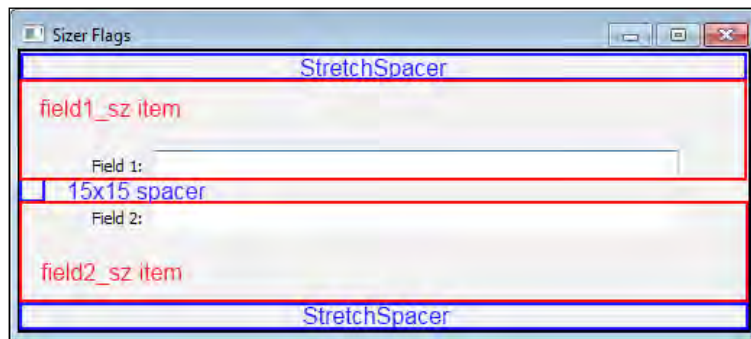 Sizer Flags
StretchSpacer
field1_sz item
Field 1:
15x15 spacer
Field 2:
field2_sz item
StretchSpacer